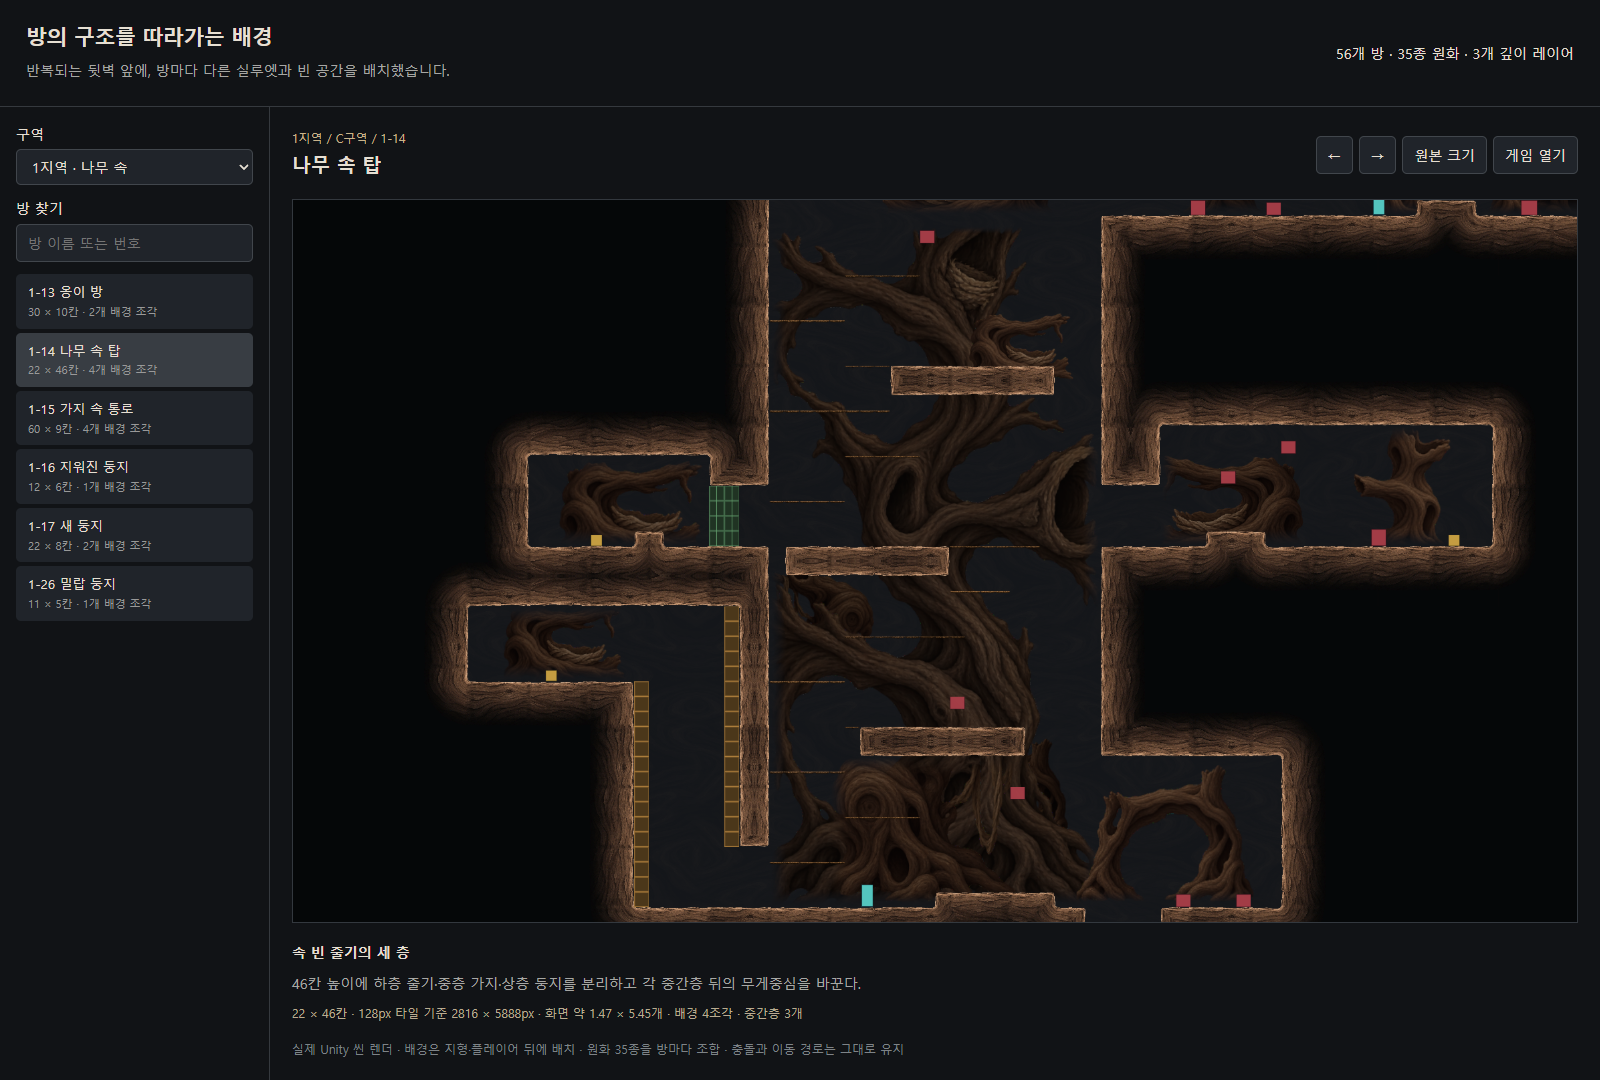 방의 구조를 따라가는 배경
반복되는 뒷벽 앞에, 방마다 다른 실루엣과 빈 공간을 배치했습니다.
56개 방 · 35종 원화 · 3개 깊이 레이어
구역
1지역 · 나무 속
방 찾기
방 이름 또는 번호
1-13 옹이 방
30 × 10칸 · 2개 배경 조각
1-14 나무 속 탑
22 × 46칸 · 4개 배경 조각
1-15 가지 속 통로
60 × 9칸 · 4개 배경 조각
1-16 지워진 둥지
12 × 6칸 · 1개 배경 조각
1-17 새 둥지
22 × 8칸 · 2개 배경 조각
1-26 밀랍 둥지
11 × 5칸 · 1개 배경 조각
1지역 / C구역 / 1-14
나무 속 탑
← → 원본 크기 게임 열기
속 빈 줄기의 세 층
46칸 높이에 하층 줄기·중층 가지·상층 둥지를 분리하고 각 중간층 뒤의 무게중심을 바꾼다.
22 × 46칸 · 128px 타일 기준 2816 × 5888px · 화면 약 1.47 × 5.45개 · 배경 4조각 · 중간층 3개
실제 Unity 씬 렌더 · 배경은 지형·플레이어 뒤에 배치 · 원화 35종을 방마다 조합 · 충돌과 이동 경로는 그대로 유지